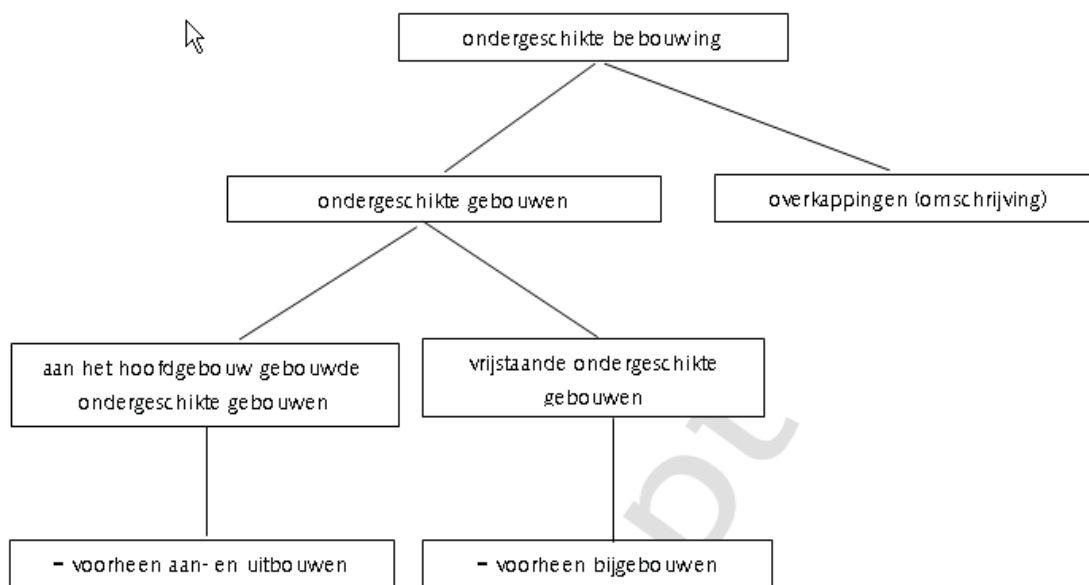 ondergeschikte bebouwing
ondergeschikte gebouwen
overkappingen (omschrijving)
aan het hoofdgebouw gebouwde
ondergeschikte gebouwen
vrijstaande ondergeschikte
gebouwen
- voorheen aan- en uitbouwen
- voorheen bijgebouwen
pt